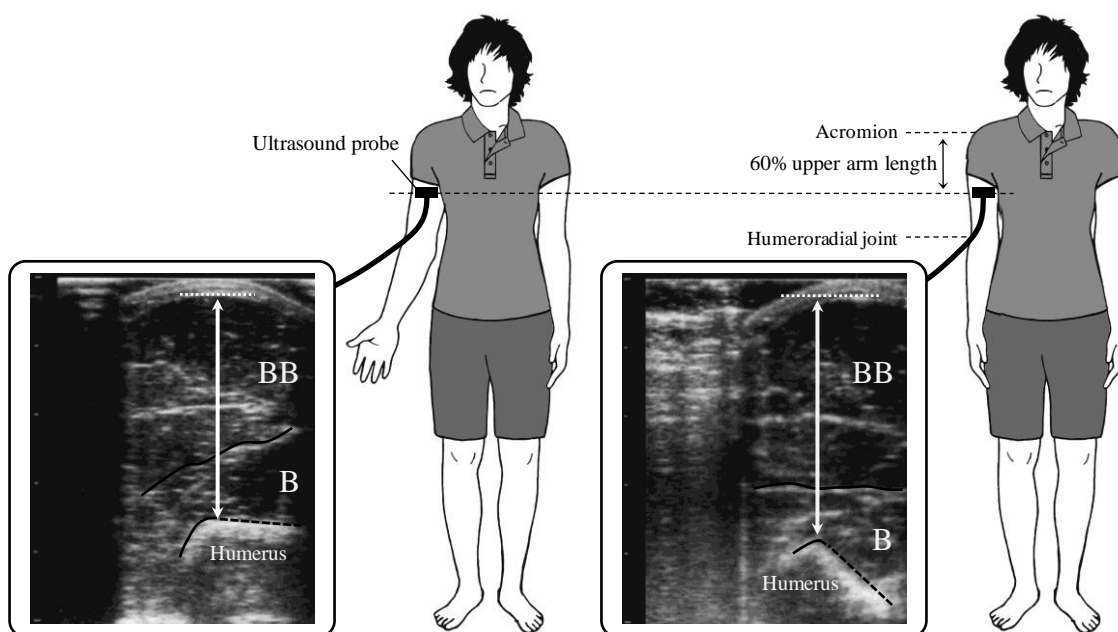 Ultrasound probe
Acromion
60% upper arm length
Humeroradial joint
BB
B
Humerus
BB
B
Humerus